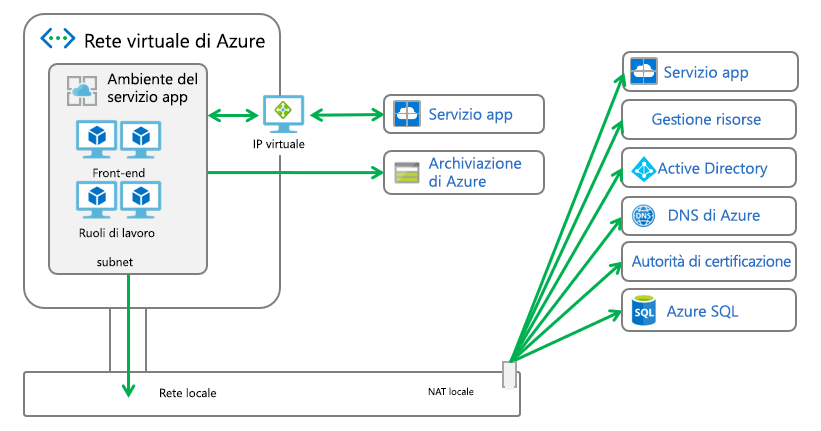 Rete virtuale di Azure
Ambiente del
servizio app
Front-end
Ruoli di lavoro
subnet
IP virtuale
Servizio app
Archiviazione
di Azure
Servizio app
Gestione risorse
Active Directory
DNS
DNS di Azure
Autorità di certificazione
SQL
Azure SQL
Rete locale
NAT locale